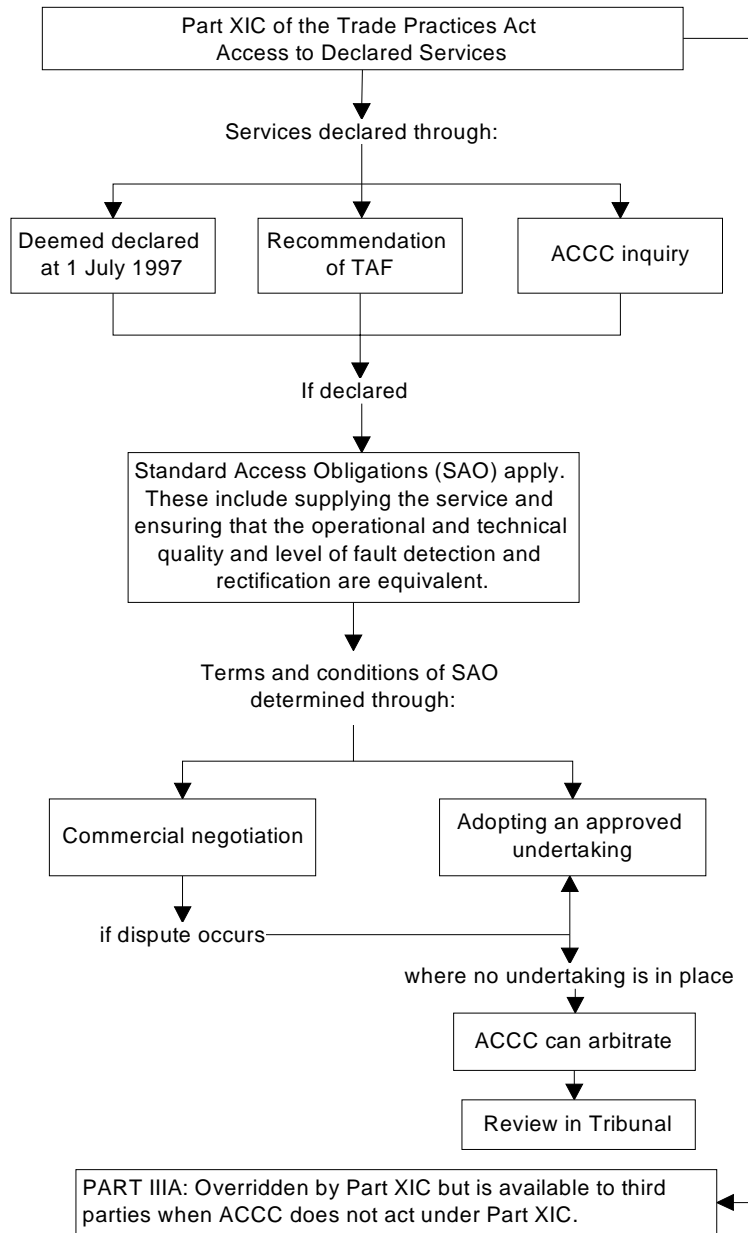 Part XIC of the Trade Practices Act
Access to Declared Services
Services declared through:
Deemed declared
at 1 July 1997
Recommendation
of TAF
ACCC inquiry
If declared
Standard Access Obligations (SAO) apply.
These include supplying the service and
ensuring that the operational and technical
quality and level of fault detection and
rectification are equivalent.
Terms and conditions of SAO
determined through:
Commercial negotiation
Adopting an approved
undertaking
if dispute occurs
where no undertaking is in place
ACCC can arbitrate
Review in Tribunal
PART IIIA: Overridden by Part XIC but is available to third
parties when ACCC does not act under Part XIC.